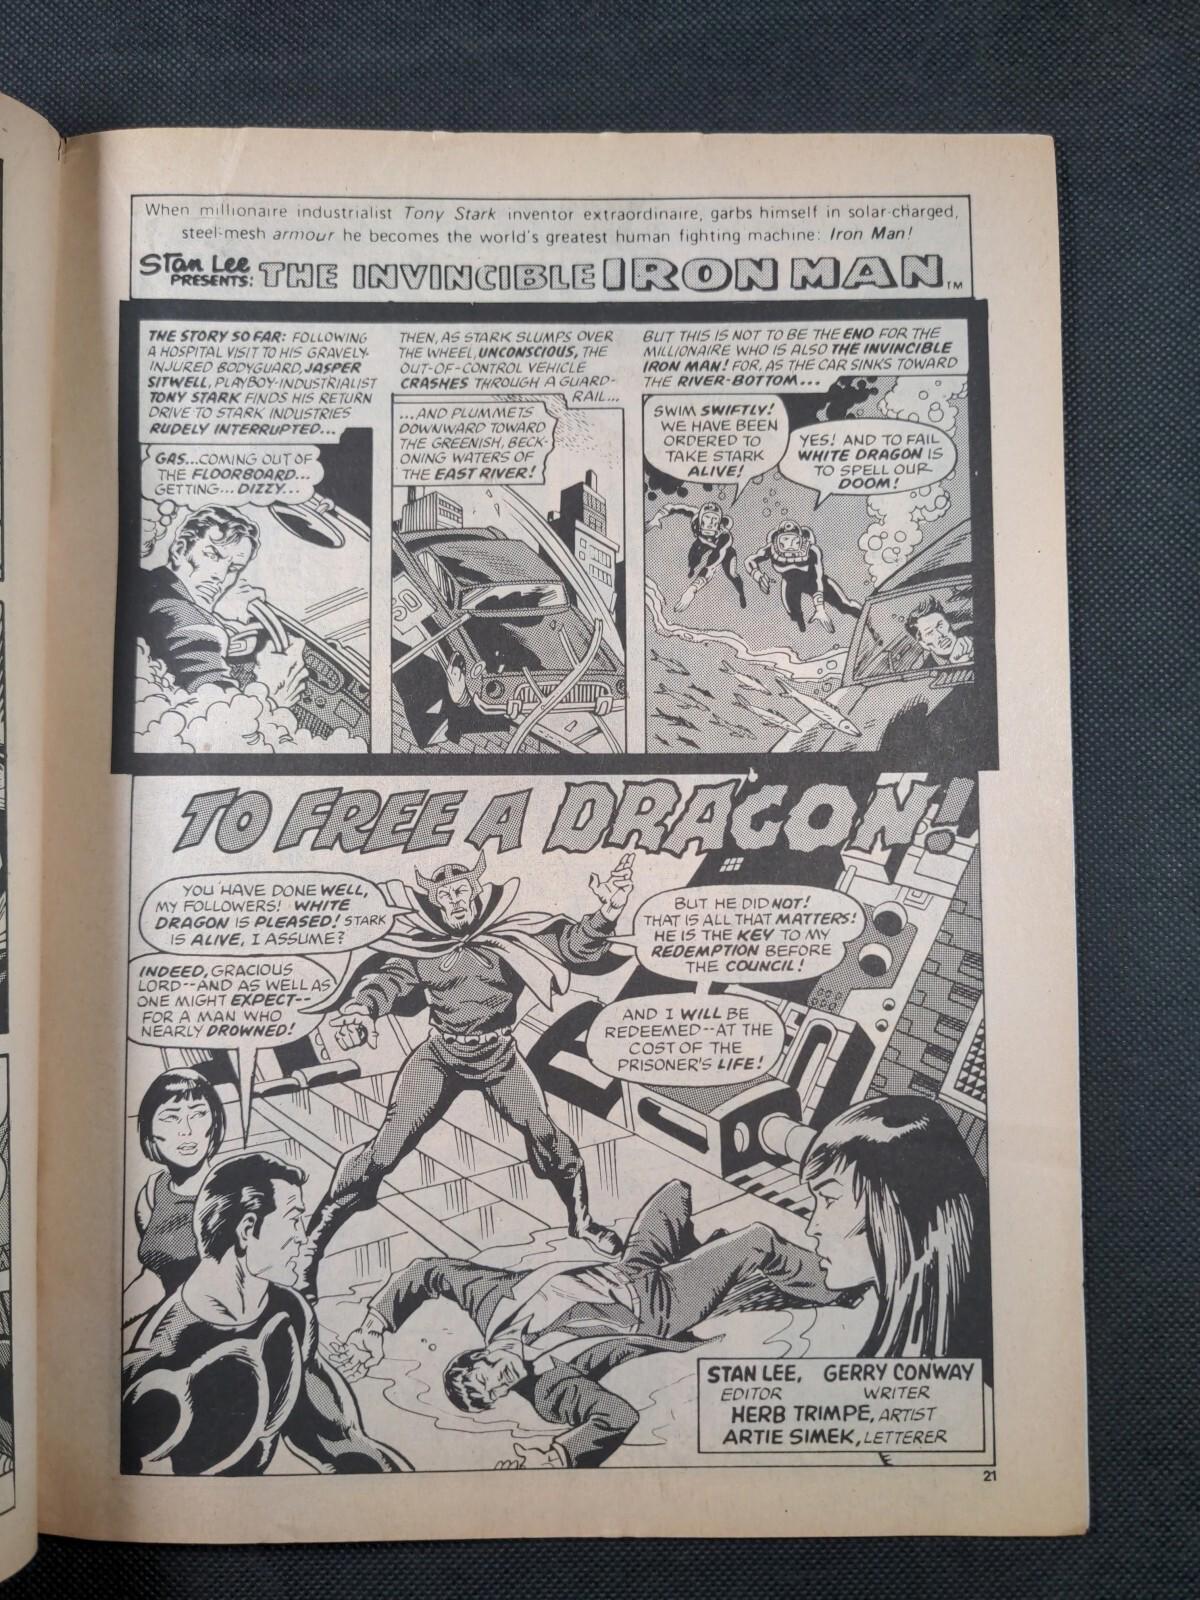 When millionaire industrialist Tony Stark inventor extraordinaire, garbs himself in solar-charged,
steel-mesh armour he becomes the world's greatest human fighting machine: Iron Man!
Stan Lee
PRESENTS:
THE INVINCIBLE IRON MAN
TM
THE STORY SO FAR: FOLLOWING
A HOSPITAL VISIT TO HIS GRAVELY-
INJURED BODYGUARD, JASPER
SITWELL, PLAYBOY-INDUSTRIALIST
TONY STARK FINDS HIS RETURN
DRIVE TO STARK INDUSTRIES
RUDELY INTERRUPTED...
GAS...COMING OUT OF
THE FLOORBOARD...
GETTING... DIZZY...
THEN, AS STARK SLUMPS OVER
THE WHEEL, UNCONSCIOUS, THE
OUT-OF-CONTROL VEHICLE
CRASHES THROUGH A GUARD-
RAIL...
...AND PLUMMETS
DOWNWARD TOWARD
THE GREENISH, BECK-
ONING WATERS OF
THE EAST RIVER!
BUT THIS IS NOT TO BE THE END FOR THE
MILLIONAIRE WHO IS ALSO THE INVINCIBLE
IRON MAN! FOR, AS THE CAR SINKS TOWARD
THE RIVER-BOTTOM...
SWIM SWIFTLY!
WE HAVE BEEN
ORDERED TO
TAKE STARK
ALIVE!
YES! AND TO FAIL
WHITE DRAGON IS
TO SPELL OUR
DOOM!
TO FREE A DRAGON!
YOU HAVE DONE WELL,
MY FOLLOWERS! WHITE
DRAGON IS PLEASED! STARK
IS ALIVE, I ASSUME?
INDEED, GRACIOUS
LORD--AND AS WELL AS
ONE MIGHT EXPECT--
FOR A MAN WHO
NEARLY DROWNED!
BUT HE DID NOT!
THAT IS ALL THAT MATTERS!
HE IS THE KEY TO MY
REDEMPTION BEFORE
THE COUNCIL!
AND I WILL BE
REDEEMED--AT THE
COST OF THE
PRISONER'S LIFE!
STAN LEE, GERRY CONWAY
EDITOR WRITER
HERB TRIMPE, ARTIST
ARTIE SIMEK, LETTERER
21